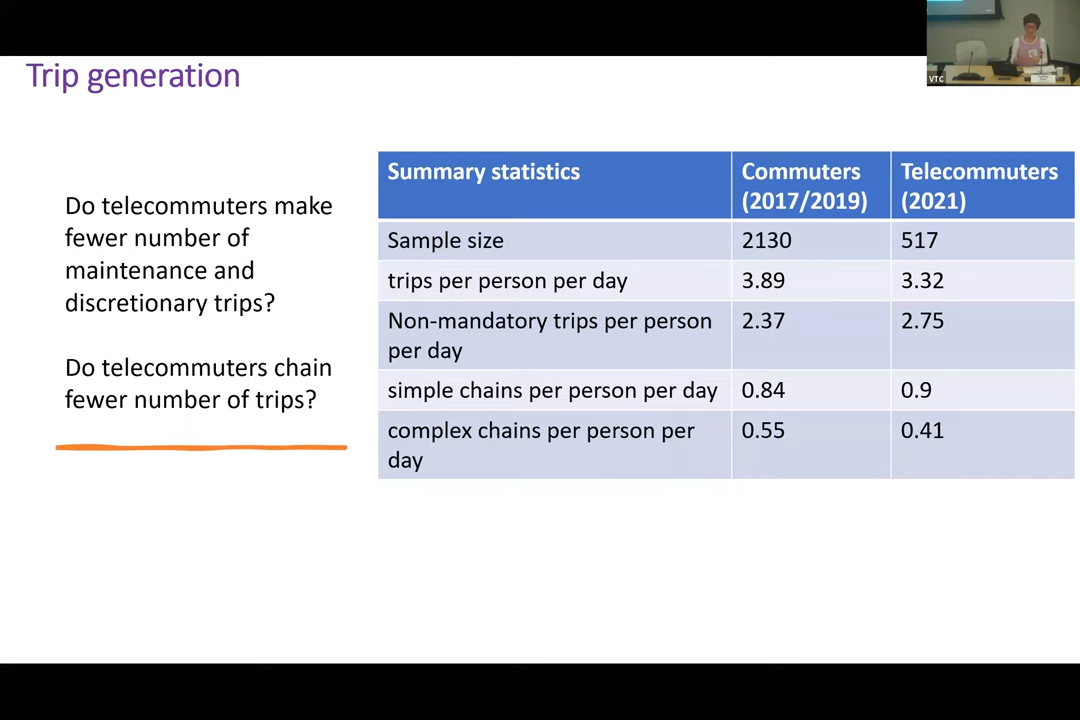 Trip generation
VTC
Do telecommuters make
fewer number of
maintenance and
discretionary trips?
Do telecommuters chain
fewer number of trips?
Summary statistics Commuters (2017/2019) Telecommuters (2021)
Sample size 2130 517
trips per person per day 3.89 3.32
Non-mandatory trips per person per day 2.37 2.75
simple chains per person per day 0.84 0.9
complex chains per person per day 0.55 0.41